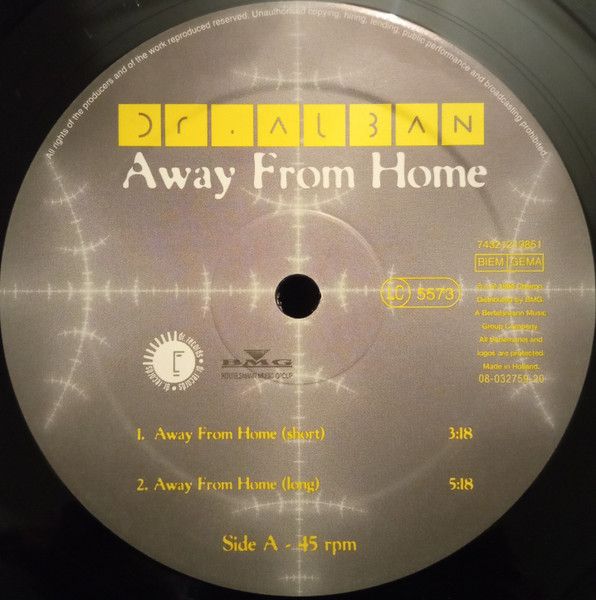 All rights of the producers and of the work reproduced reserved. Unauthorised copying, hiring, lending, public performance and broadcasting prohibited.
Dr. ALBAN
Away From Home
BIEM GEMA
LC 5573
Distributed by BMG
A Bertelsmann Music
Group Company
All trademarks and
logos are protected.
Made in Holland.
08-032759-20
BMG
1. Away From Home (short) 3:18
2. Away From Home (long) 5:18
Side A - 45 rpm